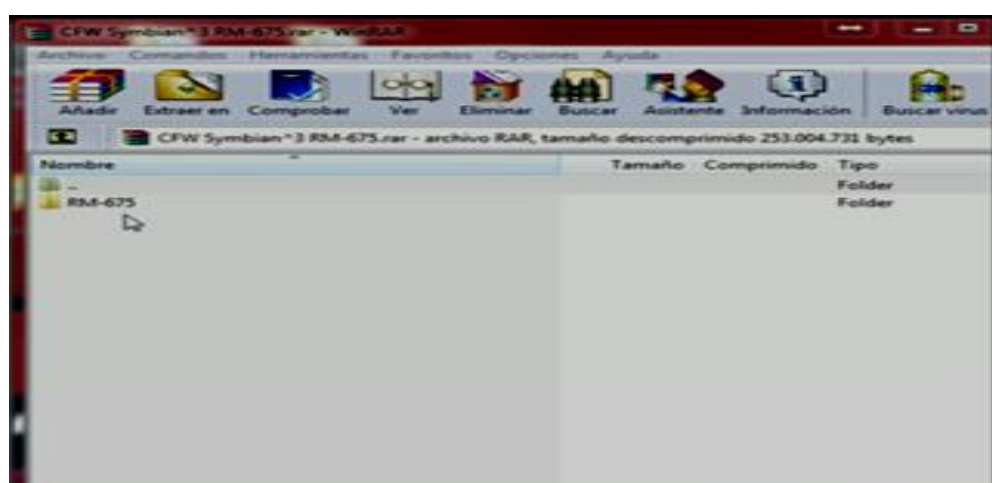 CFW Symbian^3 RM-675.rar - WinRAR
Archivo Comandos Herramientas Favoritos Opciones Ayuda
Añadir Extraer en Comprobar Ver Eliminar Buscar Asistente Información Buscar virus
CFW Symbian^3 RM-675.rar - archivo RAR, tamaño descomprimido 253.004.731 bytes
Nombre Tamaño Comprimido Tipo
.. Folder
RM-675 Folder